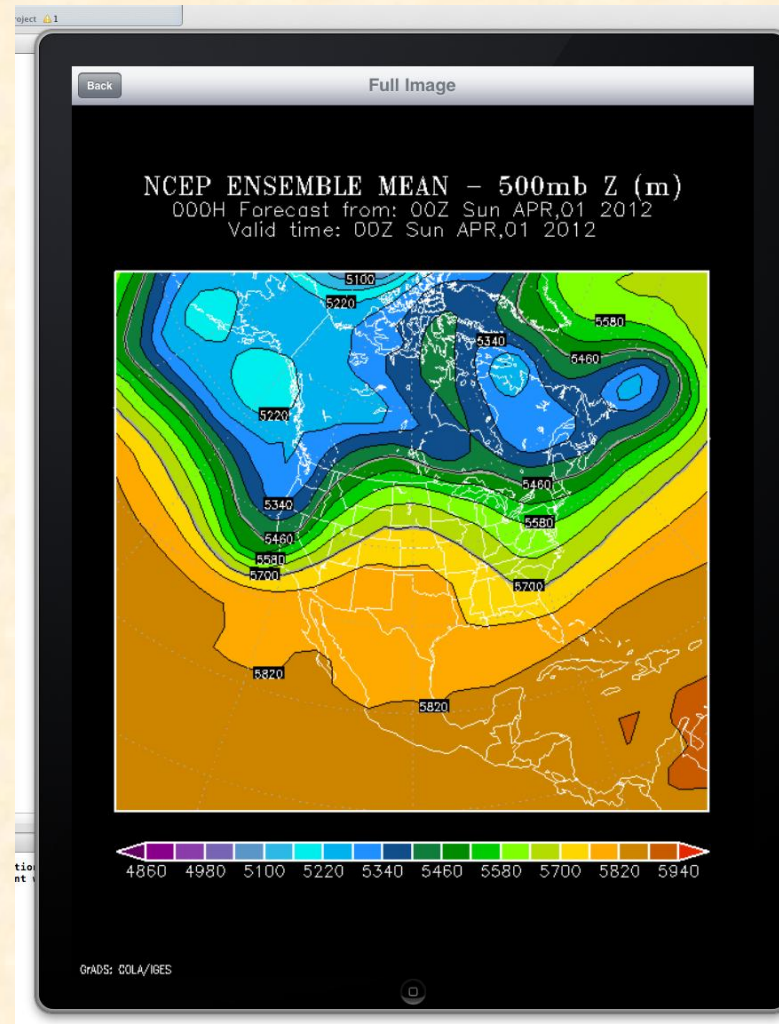 oject 1
Back
Full Image
NCEP ENSEMBLE MEAN – 500mb Z (m)
000H Forecast from: 00Z Sun APR,01 2012
Valid time: 00Z Sun APR,01 2012
5100
5220
5580
5340
5460
5220
5460
5340
5580
5460
5580
5700
5700
5820
5820
4860 4980 5100 5220 5340 5460 5580 5700 5820 5940
tion
nt
GrADS: COLA/IGES